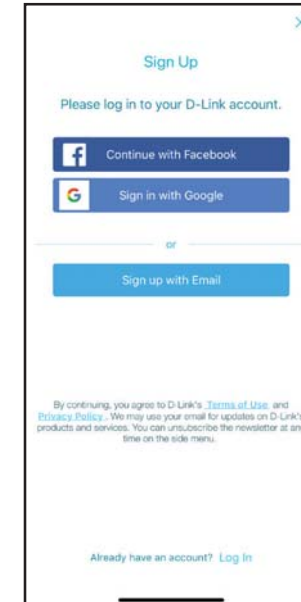 Sign Up
Please log in to your D-Link account.
f Continue with Facebook
G Sign in with Google
or
Sign up with Email
By continuing, you agree to D-Link's Terms of Use and
Privacy Policy . We may use your email for updates on D-Link's
products and services. You can unsubscribe the newsletter at any
time on the side menu.
Already have an account? Log In